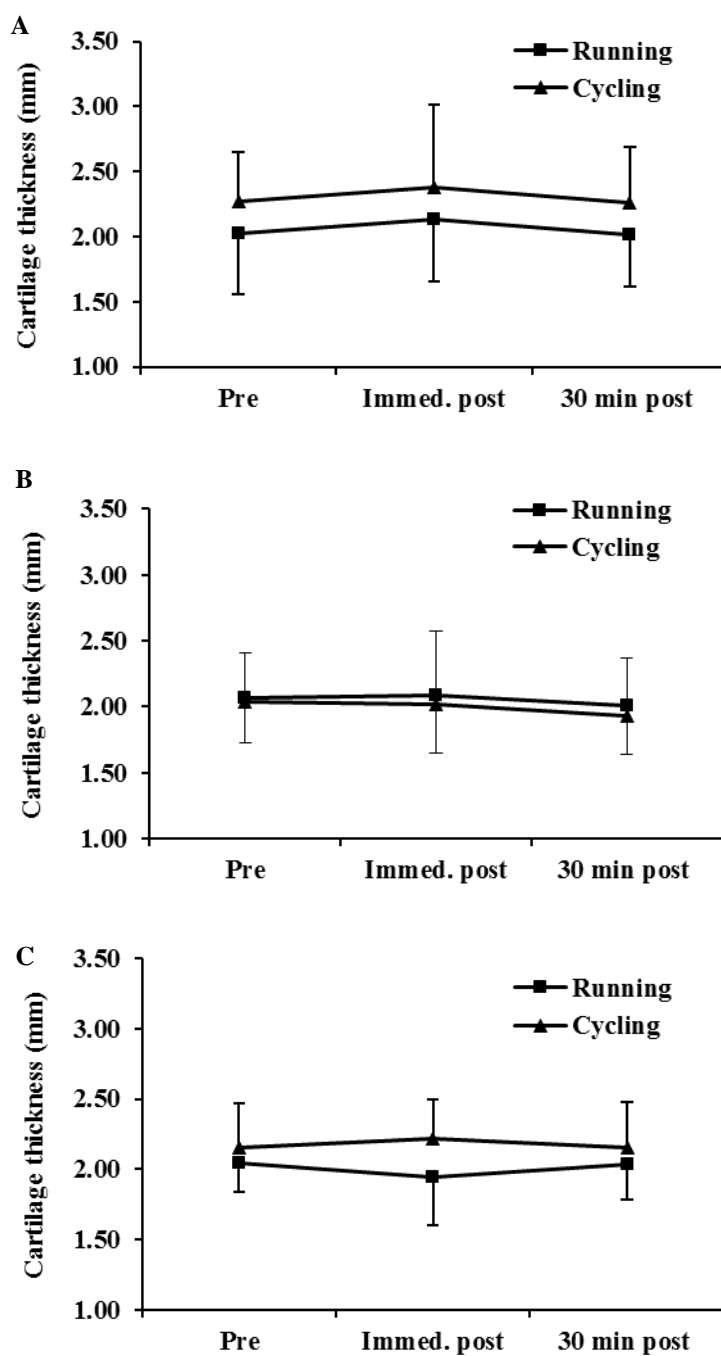 A
Cartilage thickness (mm)
3.50
3.00
2.50
2.00
1.50
1.00
Running
Cycling
Pre Immed. post 30 min post
B
Cartilage thickness (mm)
3.50
3.00
2.50
2.00
1.50
1.00
Running
Cycling
Pre Immed. post 30 min post
C
Cartilage thickness (mm)
3.50
3.00
2.50
2.00
1.50
1.00
Running
Cycling
Pre Immed. post 30 min post